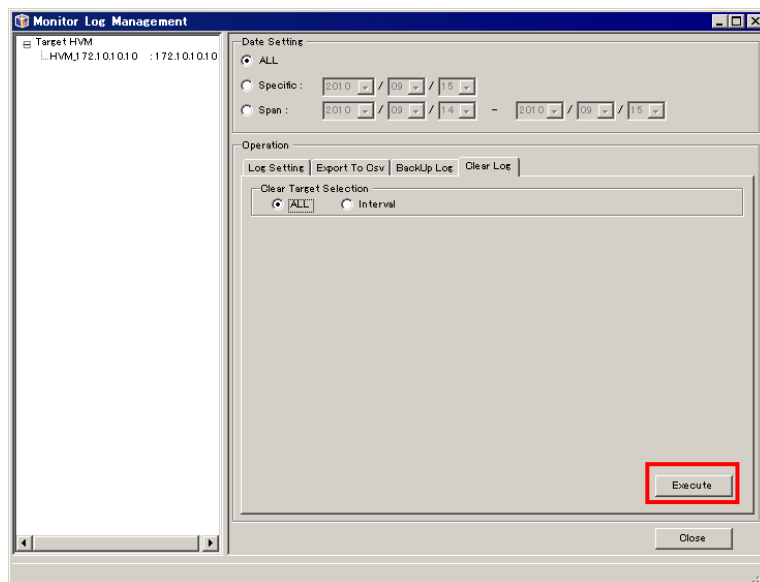 Monitor Log Management
Target HVM
HVM_172.10.10.10 : 172.10.10.10
Date Setting
ALL
Specific : 2010 / 09 / 15
Span : 2010 / 09 / 14 - 2010 / 09 / 15
Operation
Log Setting Export To Csv BackUp Log Clear Log
Clear Target Selection
ALL Interval
Execute
Close